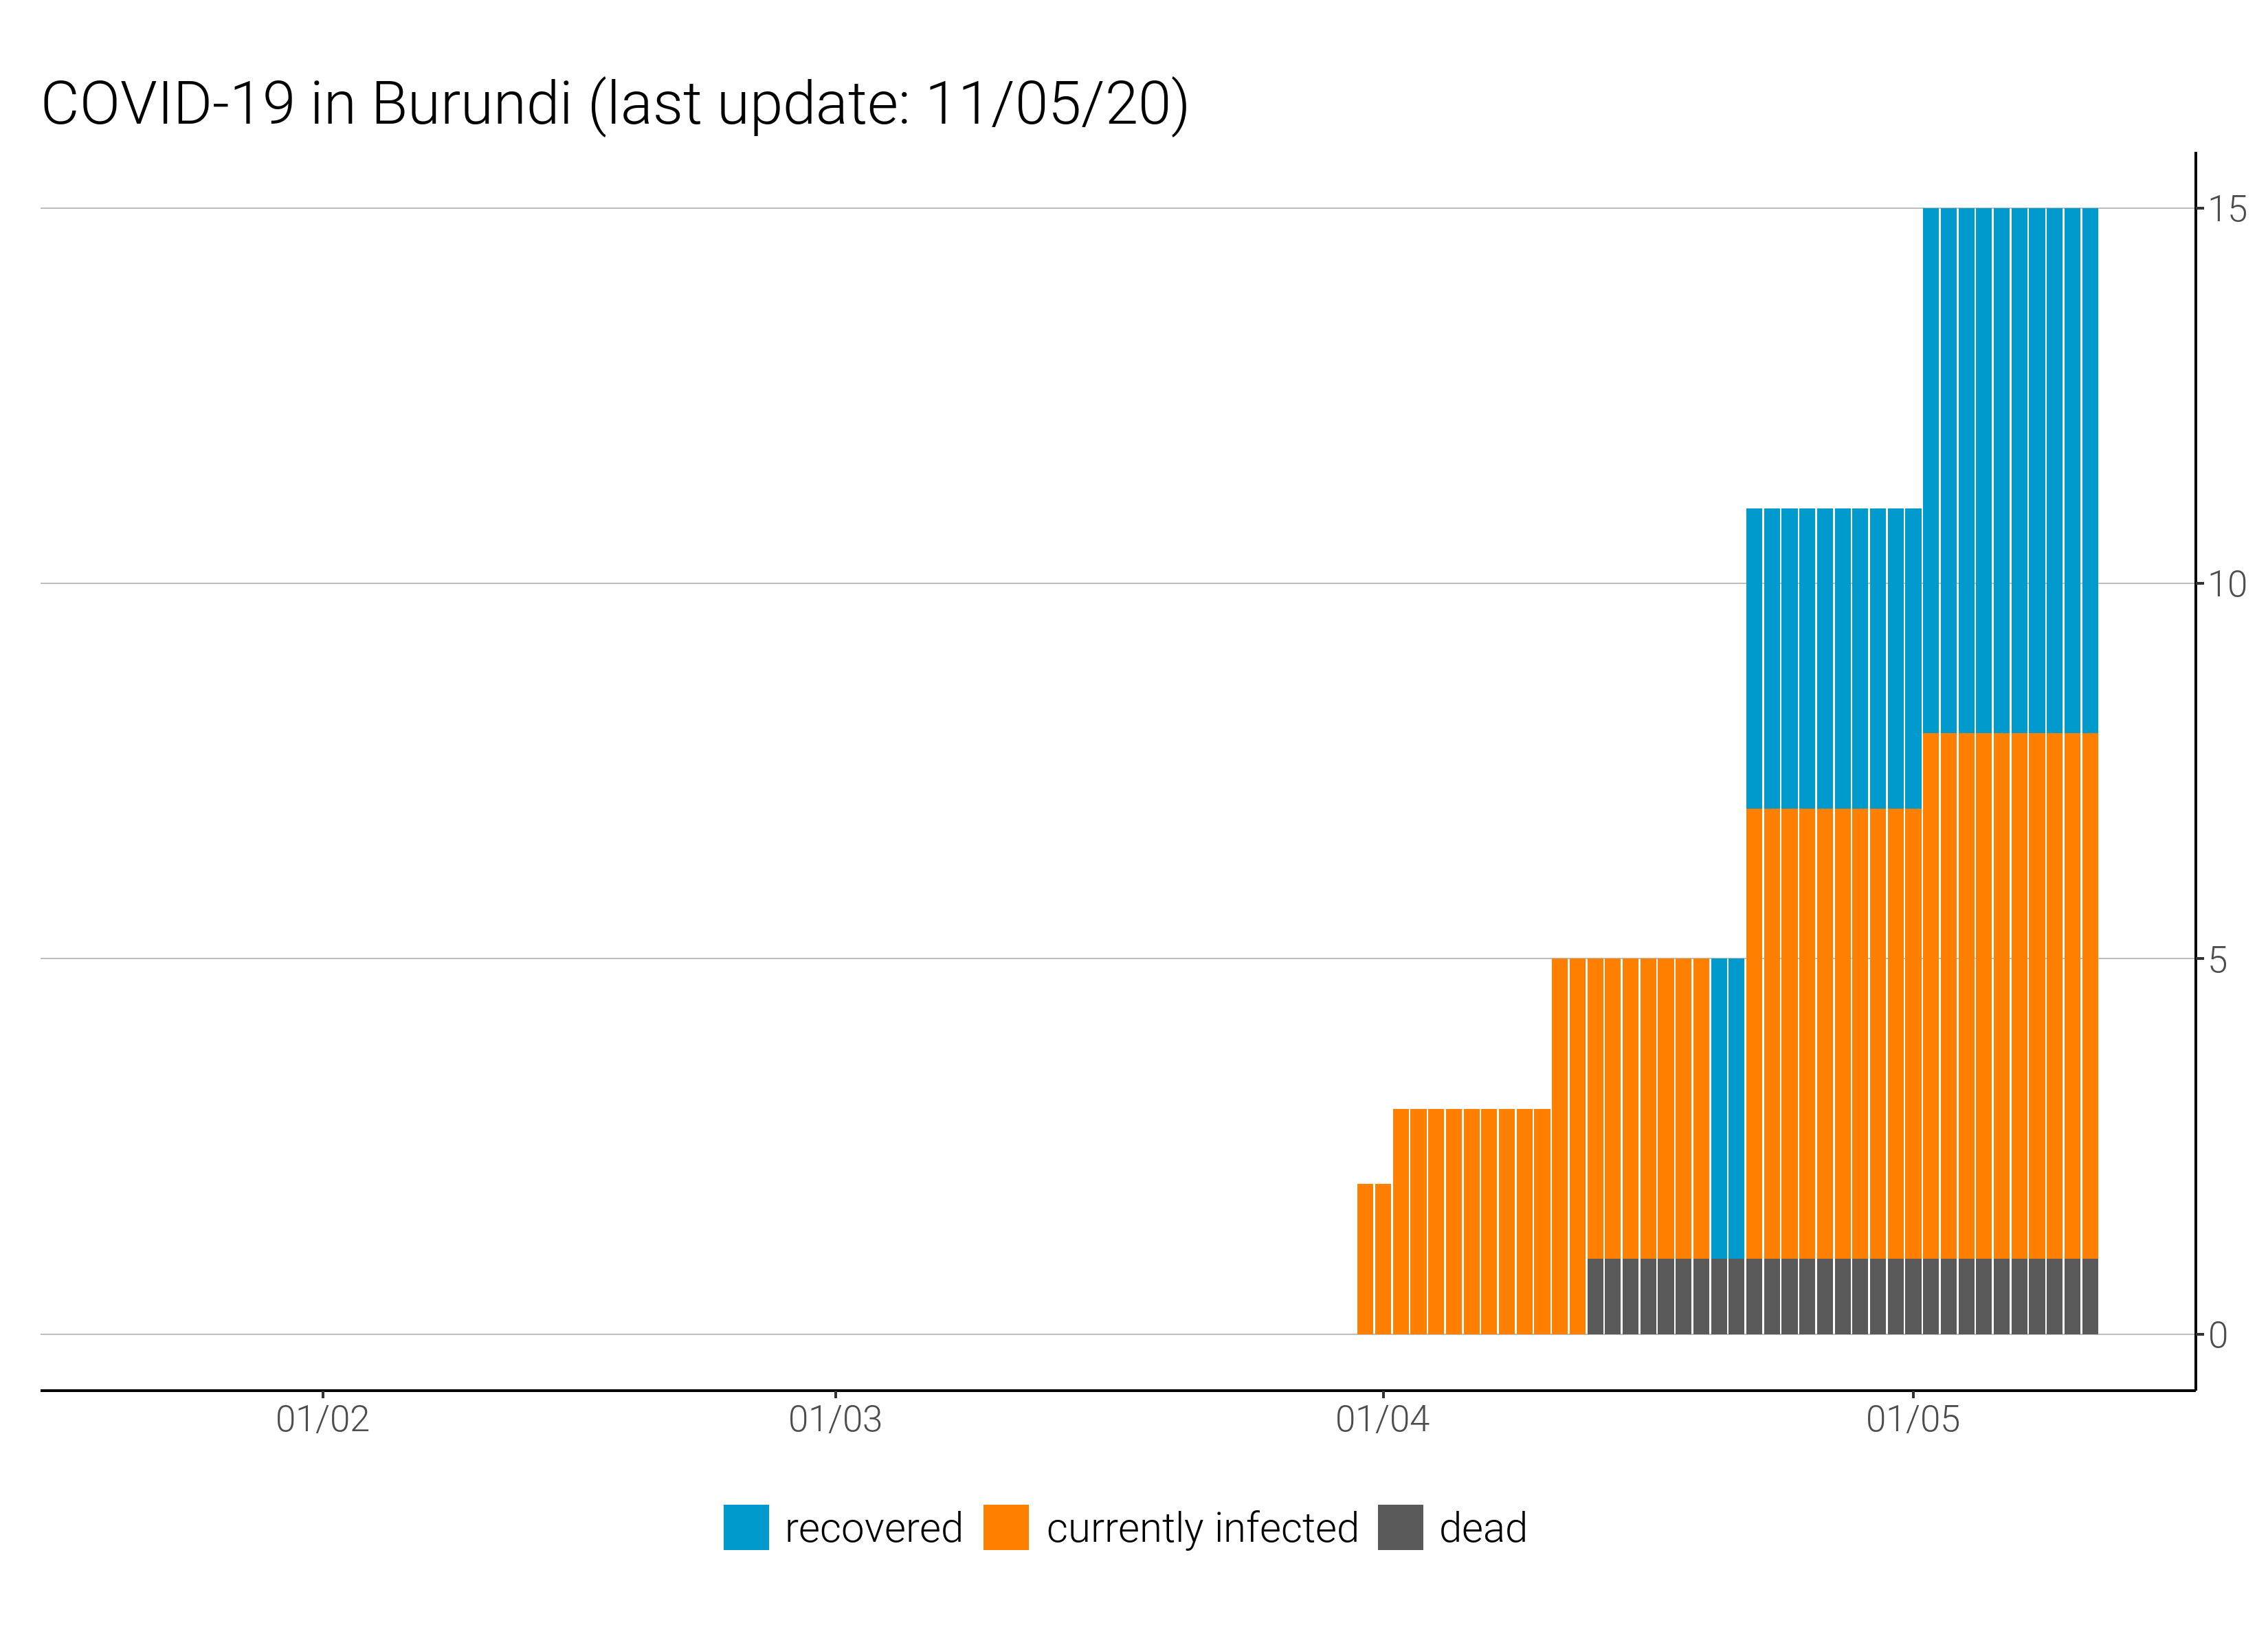 COVID-19 in Burundi (last update: 11/05/20)
15
10
5
0
01/02 01/03 01/04 01/05
recovered currently infected dead